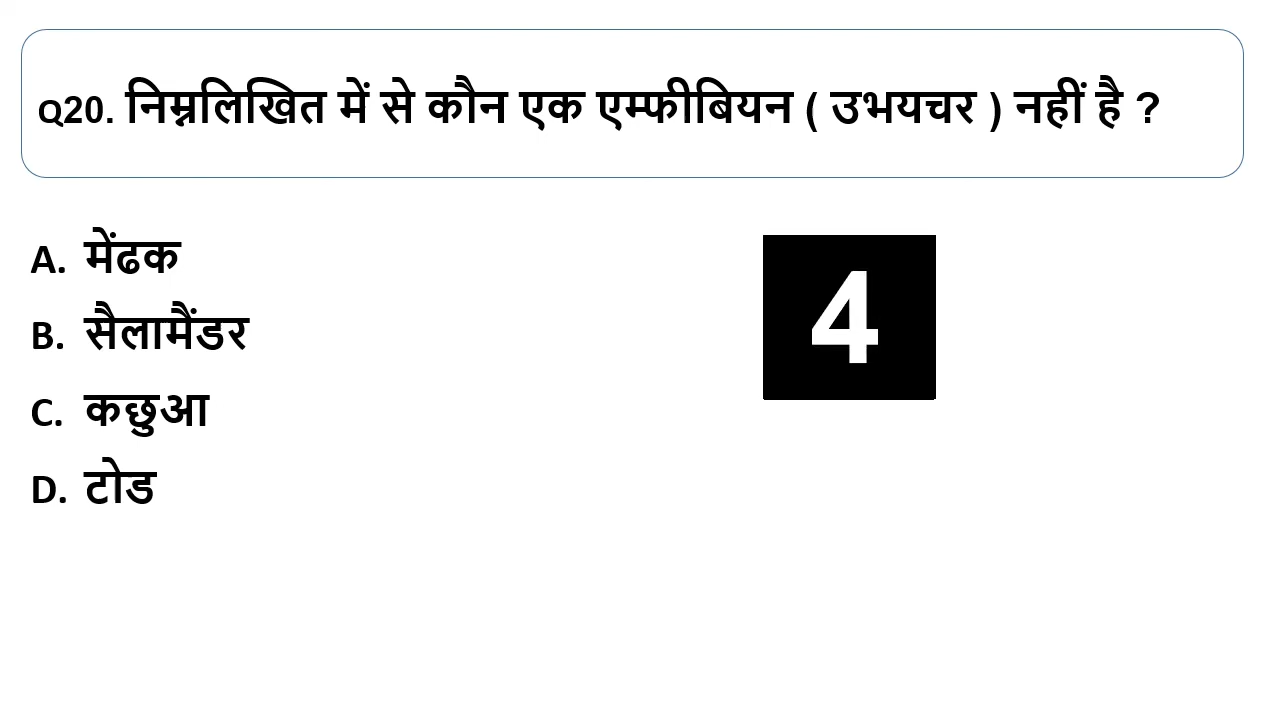 Q20. निम्नलिखित में से कौन एक एम्फीबियन ( उभयचर ) नहीं है ?
A. मेंढक
B. सैलामैंडर
C. कछुआ
D. टोड
4